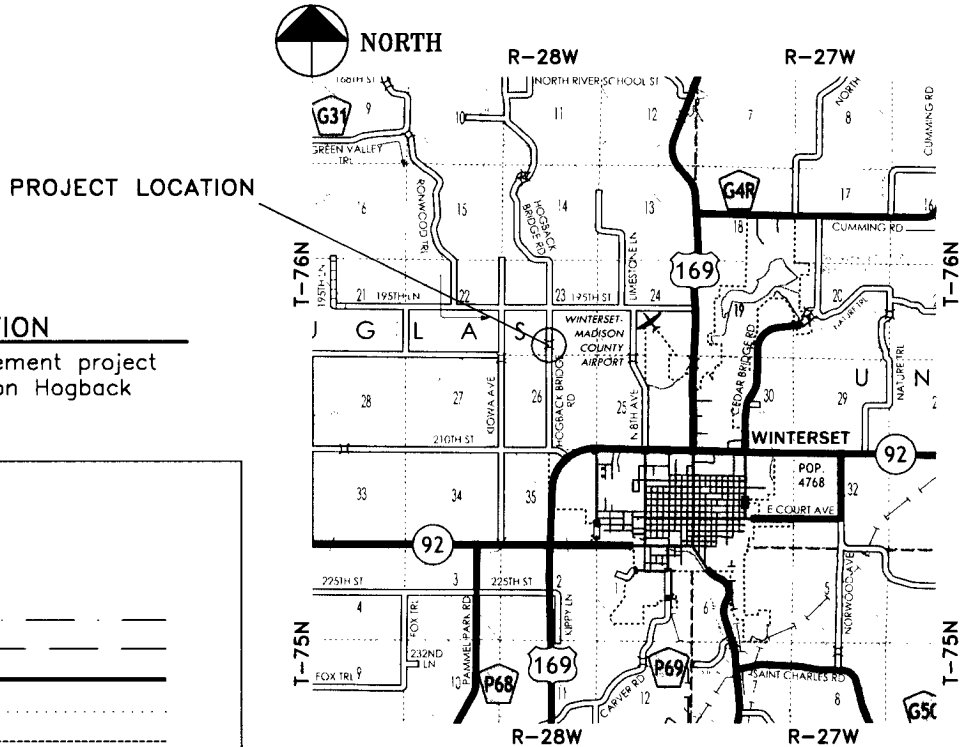 NORTH
R-28W
R-27W
168TH ST
NORTH RIVER SCHOOL ST
NORTH
CUMMING RD
G31
9
10
11
12
7
8
GREEN VALLEY
TRL
PROJECT LOCATION
IRONWOOD TRL
HOGBACK
BRIDGE RD
G4R
16
15
14
13
18
17
16
CUMMING RD
T-76N
T-76N
195TH LN
LIMESTONE LN
169
21
195TH LN
22
23
195TH ST
24
19
20
NATURE TRL
TION
ement project
on Hogback
U G L A S
WINTERSET-
MADISON
COUNTY
AIRPORT
CEDAR BRIDGE RD
NATURE TRL
U N
28
27
26
25
30
29
2
KIOWA AVE
HOGBACK BRIDGE RD
N 8TH AVE
210TH ST
WINTERSET
92
POP.
4768
33
34
35
32
E COURT AVE
92
225TH ST
3
225TH ST
2
1
6
5
4
FOX TRL
PAMMEL PARK RD
KIPPY LN
NORWOOD AVE
T-75N
T-75N
232ND
LN
FOX TRL
9
10
P68
169
11
CARVER RD
12
P69
7
SAINT CHARLES RD
8
G50
R-28W
R-27W